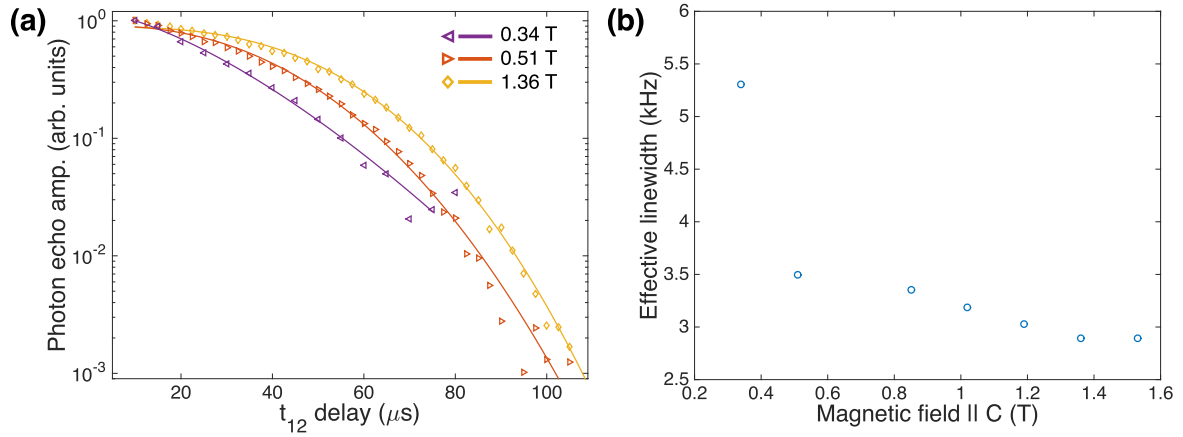 (a)
Photon echo amp. (arb. units)
10⁰
10⁻¹
10⁻²
10⁻³
20
40
60
80
100
t₁₂ delay (μs)
0.34 T
0.51 T
1.36 T
(b)
Effective linewidth (kHz)
6
5.5
5
4.5
4
3.5
3
2.5
0.2
0.4
0.6
0.8
1
1.2
1.4
1.6
Magnetic field II C (T)